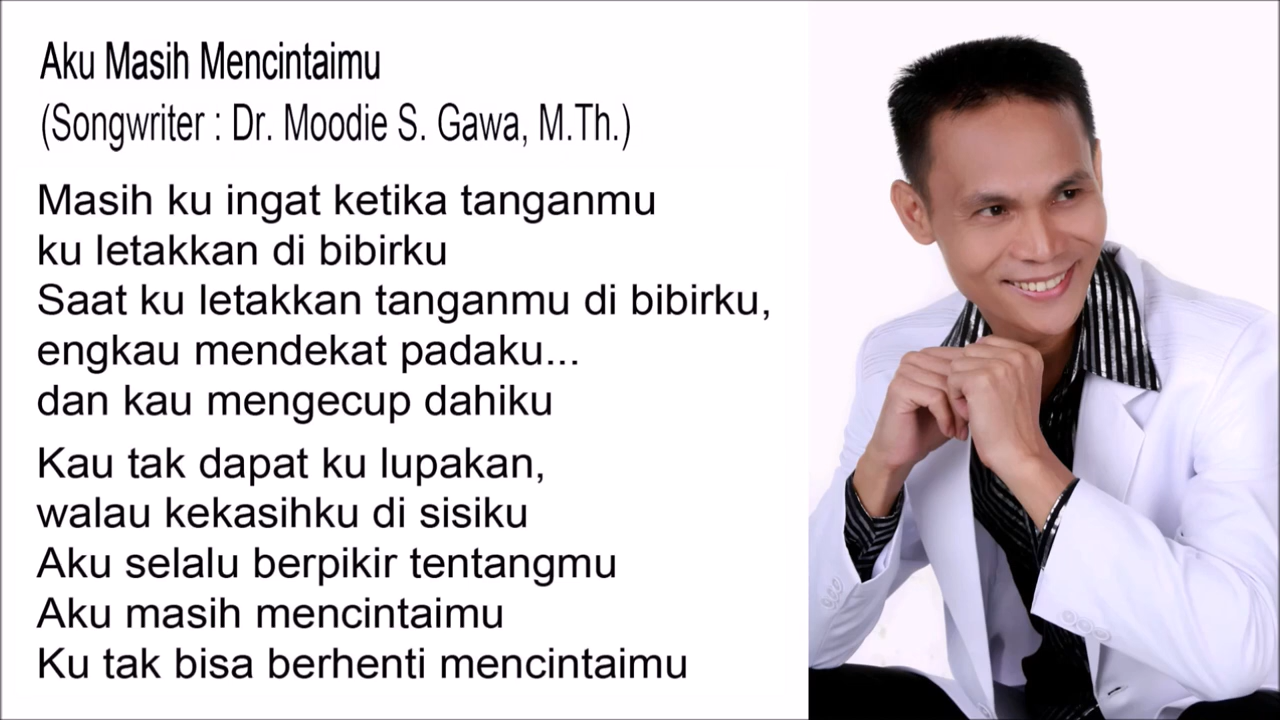 Aku Masih Mencintaimu
(Songwriter : Dr. Moodie S. Gawa, M.Th.)
Masih ku ingat ketika tanganmu
ku letakkan di bibirku
Saat ku letakkan tanganmu di bibirku,
engkau mendekat padaku...
dan kau mengecup dahiku
Kau tak dapat ku lupakan,
walau kekasihku di sisiku
Aku selalu berpikir tentangmu
Aku masih mencintaimu
Ku tak bisa berhenti mencintaimu